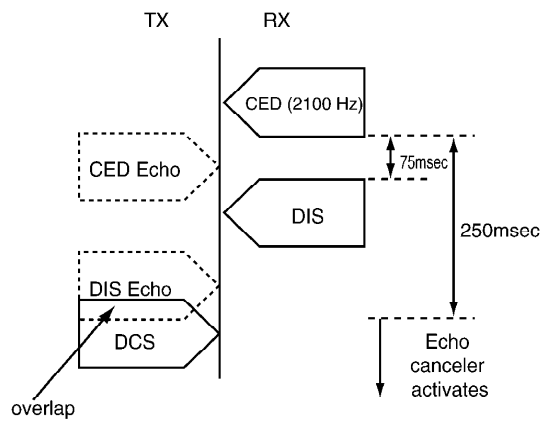 TX
RX
CED (2100 Hz)
CED Echo
75msec
DIS
250msec
DIS Echo
DCS
Echo
canceler
activates
overlap